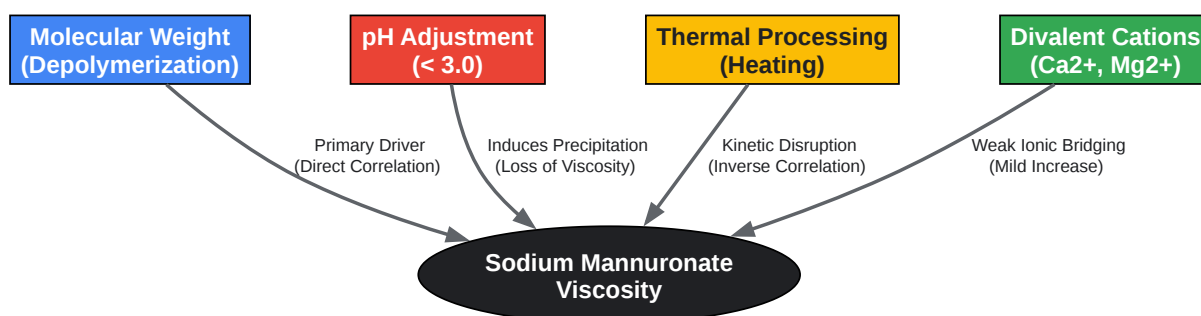 Molecular Weight
(Depolymerization)
pH Adjustment
(< 3.0)
Thermal Processing
(Heating)
Divalent Cations
(Ca2+, Mg2+)
Primary Driver
(Direct Correlation)
Induces Precipitation
(Loss of Viscosity)
Kinetic Disruption
(Inverse Correlation)
Weak Ionic Bridging
(Mild Increase)
Sodium Mannuronate
Viscosity